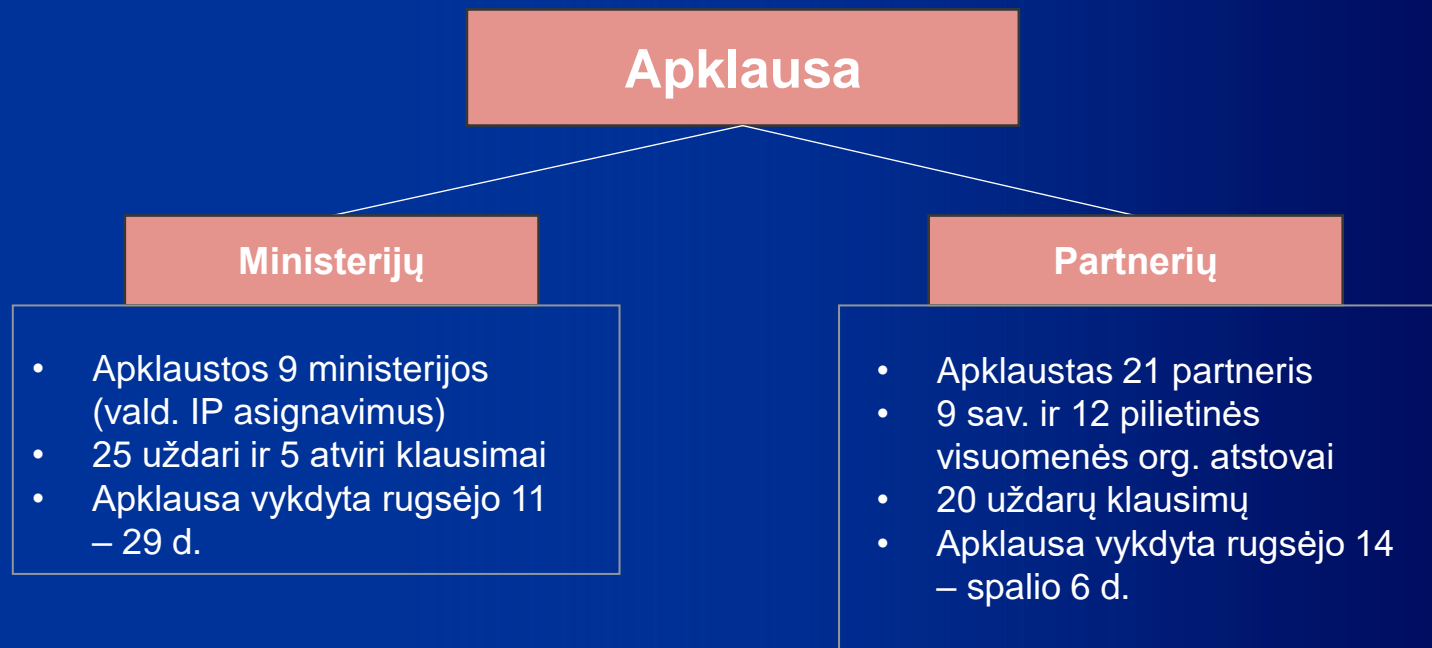 Apklausa
Ministerijų
• Apklaustos 9 ministerijos
(vald. IP asignavimus)
• 25 uždari ir 5 atviri klausimai
• Apklausa vykdyta rugsėjo 11
– 29 d.
Partnerių
• Apklaustas 21 partneris
• 9 sav. ir 12 pilietinės
visuomenės org. atstovai
• 20 uždarų klausimų
• Apklausa vykdyta rugsėjo 14
– spalio 6 d.